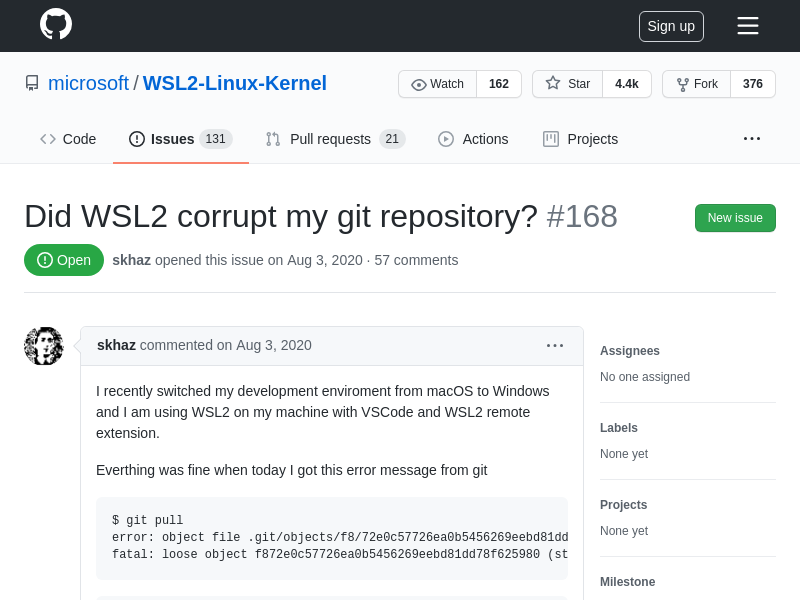 Sign up
microsoft / WSL2-Linux-Kernel
Watch 162 Star 4.4k Fork 376
Code Issues 131 Pull requests 21 Actions Projects ...
Did WSL2 corrupt my git repository? #168
New issue
Open skhaz opened this issue on Aug 3, 2020 · 57 comments
skhaz commented on Aug 3, 2020 ...
I recently switched my development enviroment from macOS to Windows
and I am using WSL2 on my machine with VSCode and WSL2 remote
extension.
Everthing was fine when today I got this error message from git
$ git pull
error: object file .git/objects/f8/72e0c57726ea0b5456269eebd81dd
fatal: loose object f872e0c57726ea0b5456269eebd81dd78f625980 (st
Assignees
No one assigned
Labels
None yet
Projects
None yet
Milestone